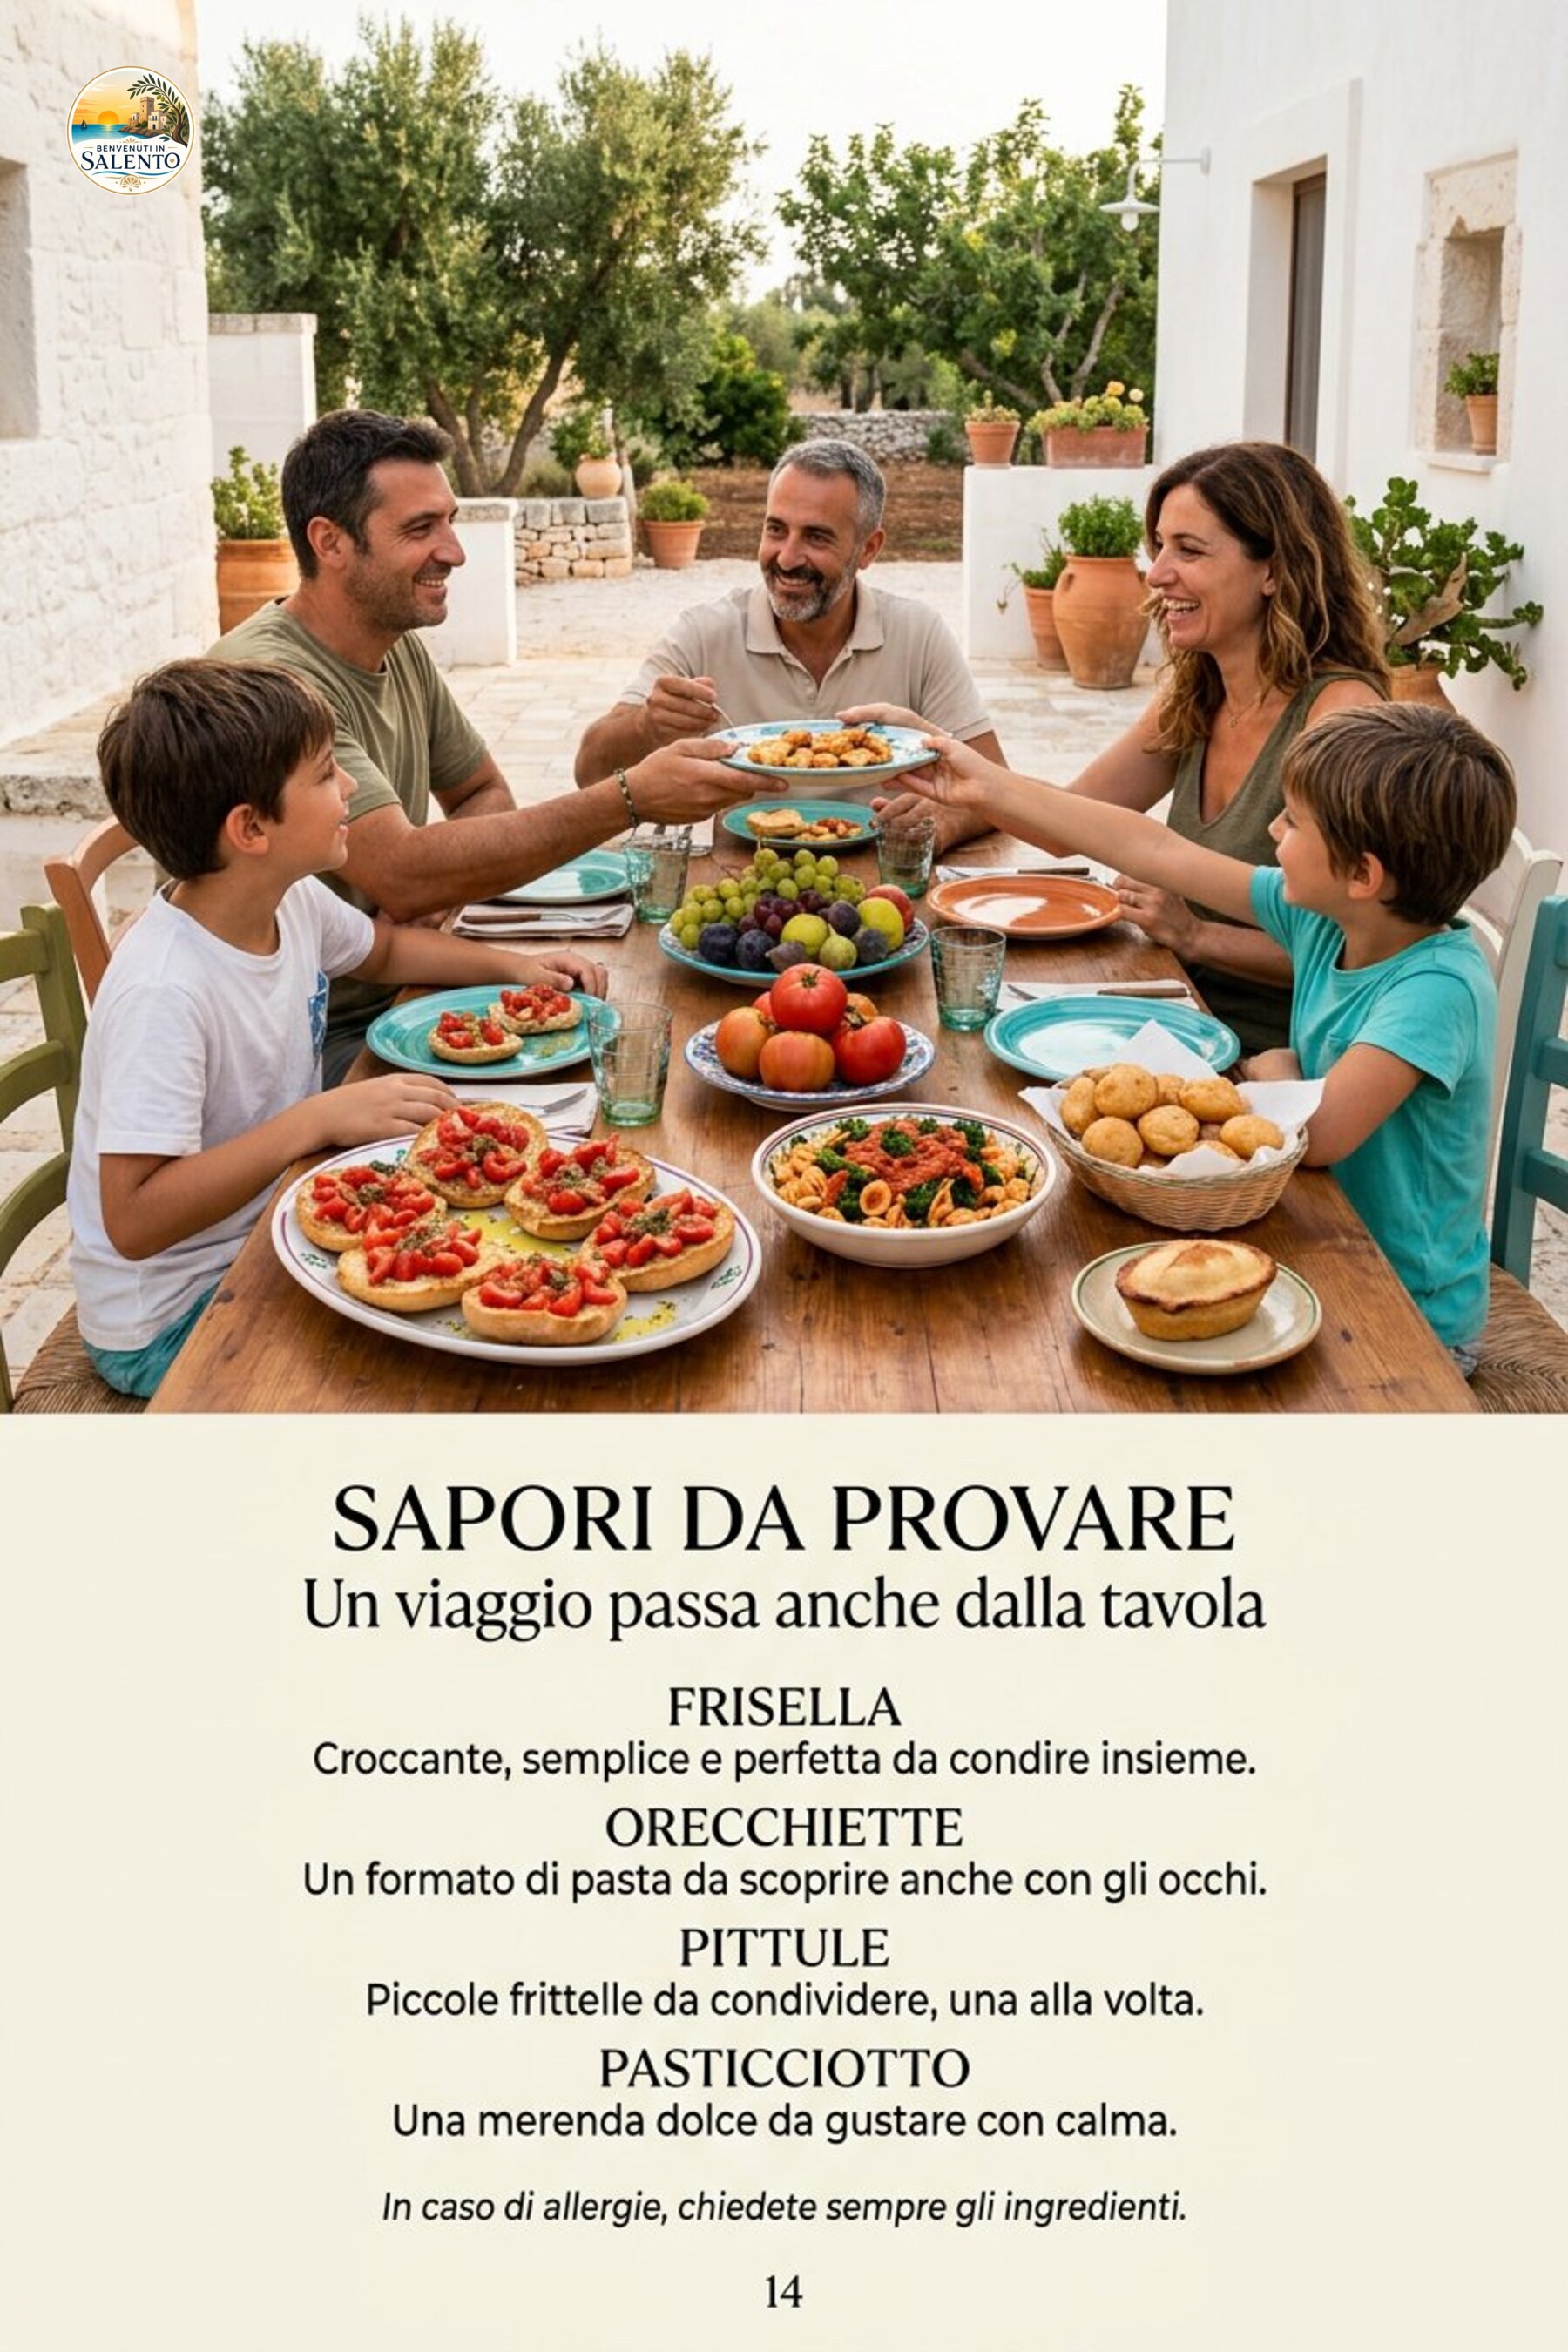 BENVENUTI IN
SALENTO
SAPORI DA PROVARE
Un viaggio passa anche dalla tavola
FRISELLA
Croccante, semplice e perfetta da condire insieme.
ORECCHIETTE
Un formato di pasta da scoprire anche con gli occhi.
PITTULE
Piccole frittelle da condividere, una alla volta.
PASTICCIOTTO
Una merenda dolce da gustare con calma.
In caso di allergie, chiedete sempre gli ingredienti.
14